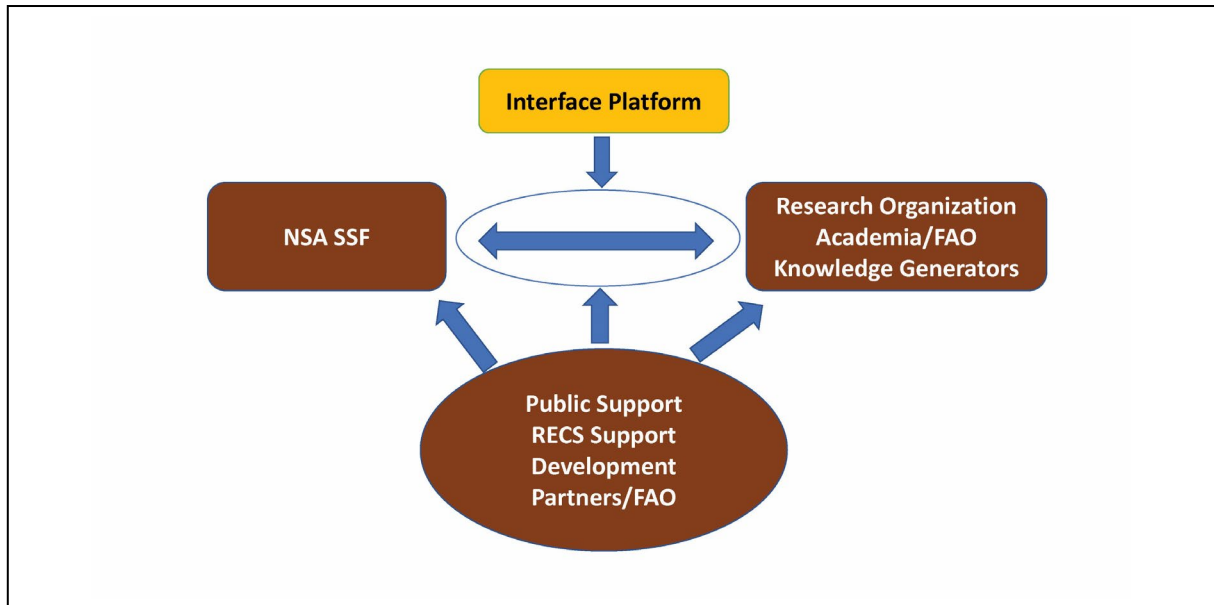 Interface Platform
NSA SSF
Research Organization
Academia/FAO
Knowledge Generators
Public Support
RECS Support
Development
Partners/FAO